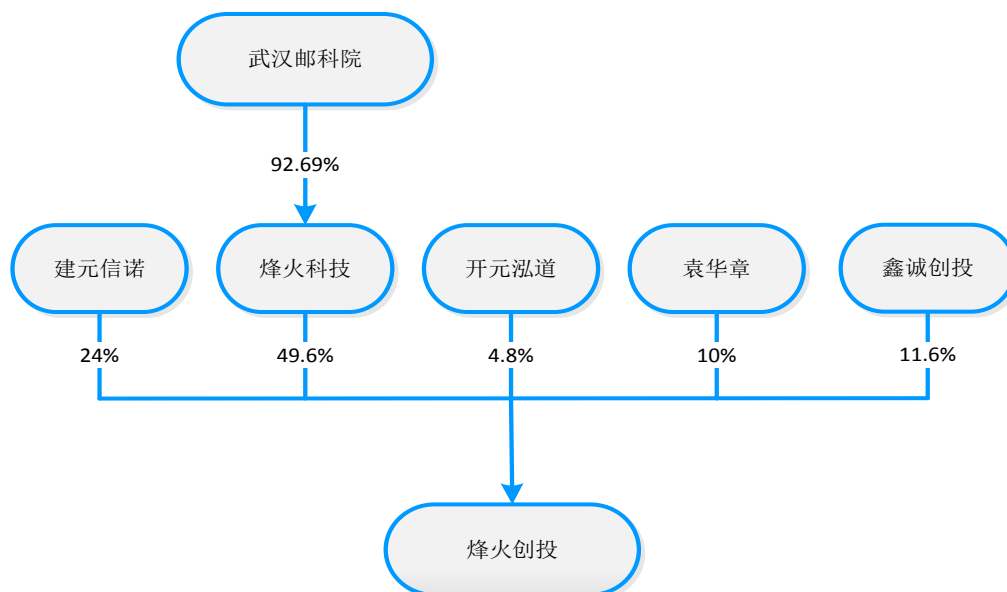 武汉邮科院
92.69%
建元信诺
烽火科技
开元泓道
袁华章
鑫诚创投
24%
49.6%
4.8%
10%
11.6%
烽火创投